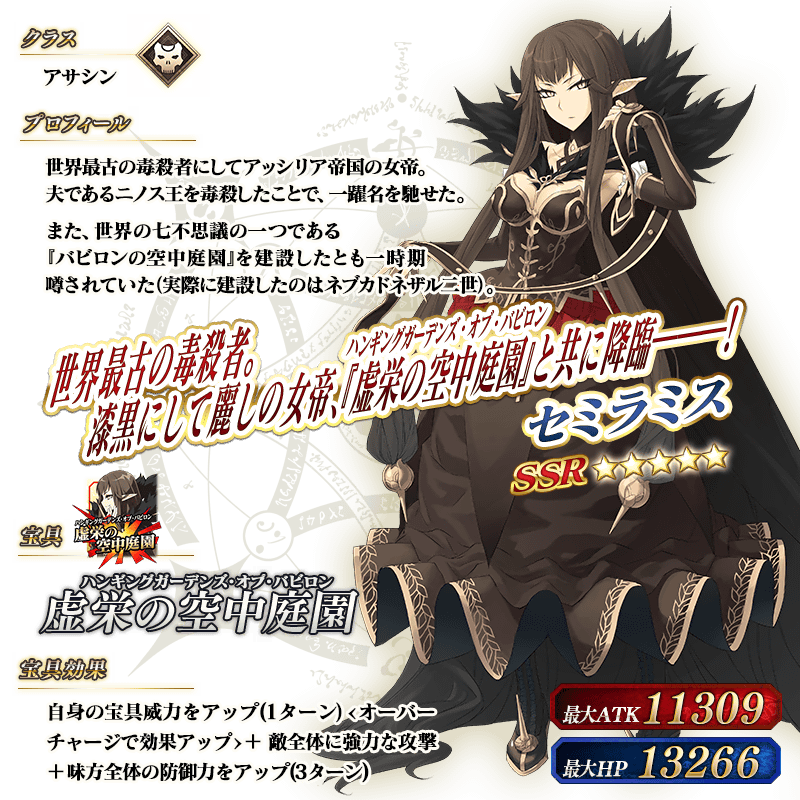 クラス
アサシン
プロフィール
世界最古の毒殺者にしてアッシリア帝国の女帝。
夫であるニノス王を毒殺したことで、一躍名を馳せた。
また、世界の七不思議の一つである
『バビロンの空中庭園』を建設したとも一時期
噂されていた(実際に建設したのはネブカドネザル二世)。
世界最古の毒殺者。
ハンギングガーデンズ・オブ・バビロン
漆黒にして麗しの女帝、『虚栄の空中庭園』と共に降臨――!
セミラミス
SSR
宝具
ハンギングガーデンズ・オブ・バビロン
虚栄の
空中庭園
ハンギングガーデンズ・オブ・バビロン
虚栄の空中庭園
宝具効果
自身の宝具威力をアップ(1ターン)<オーバー
チャージで効果アップ>+ 敵全体に強力な攻撃
+味方全体の防御力をアップ(3ターン)
最大ATK 11309
最大HP 13266